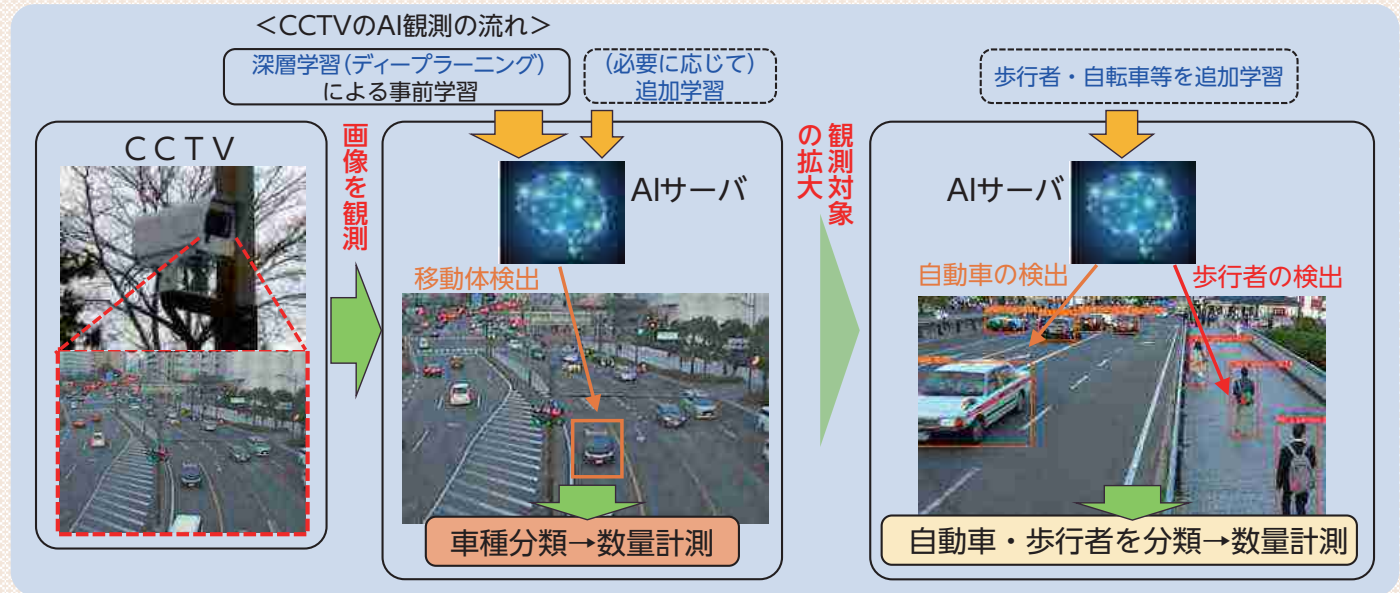 ＜CCTVのAI観測の流れ＞
深層学習（ディープラーニング）
による事前学習
（必要に応じて）
追加学習
歩行者・自転車等を追加学習
CCTV
画像を観測
AIサーバ
移動体検出
車種分類→数量計測
観測対象
の拡大
AIサーバ
自動車の検出
歩行者の検出
自動車・歩行者を分類→数量計測